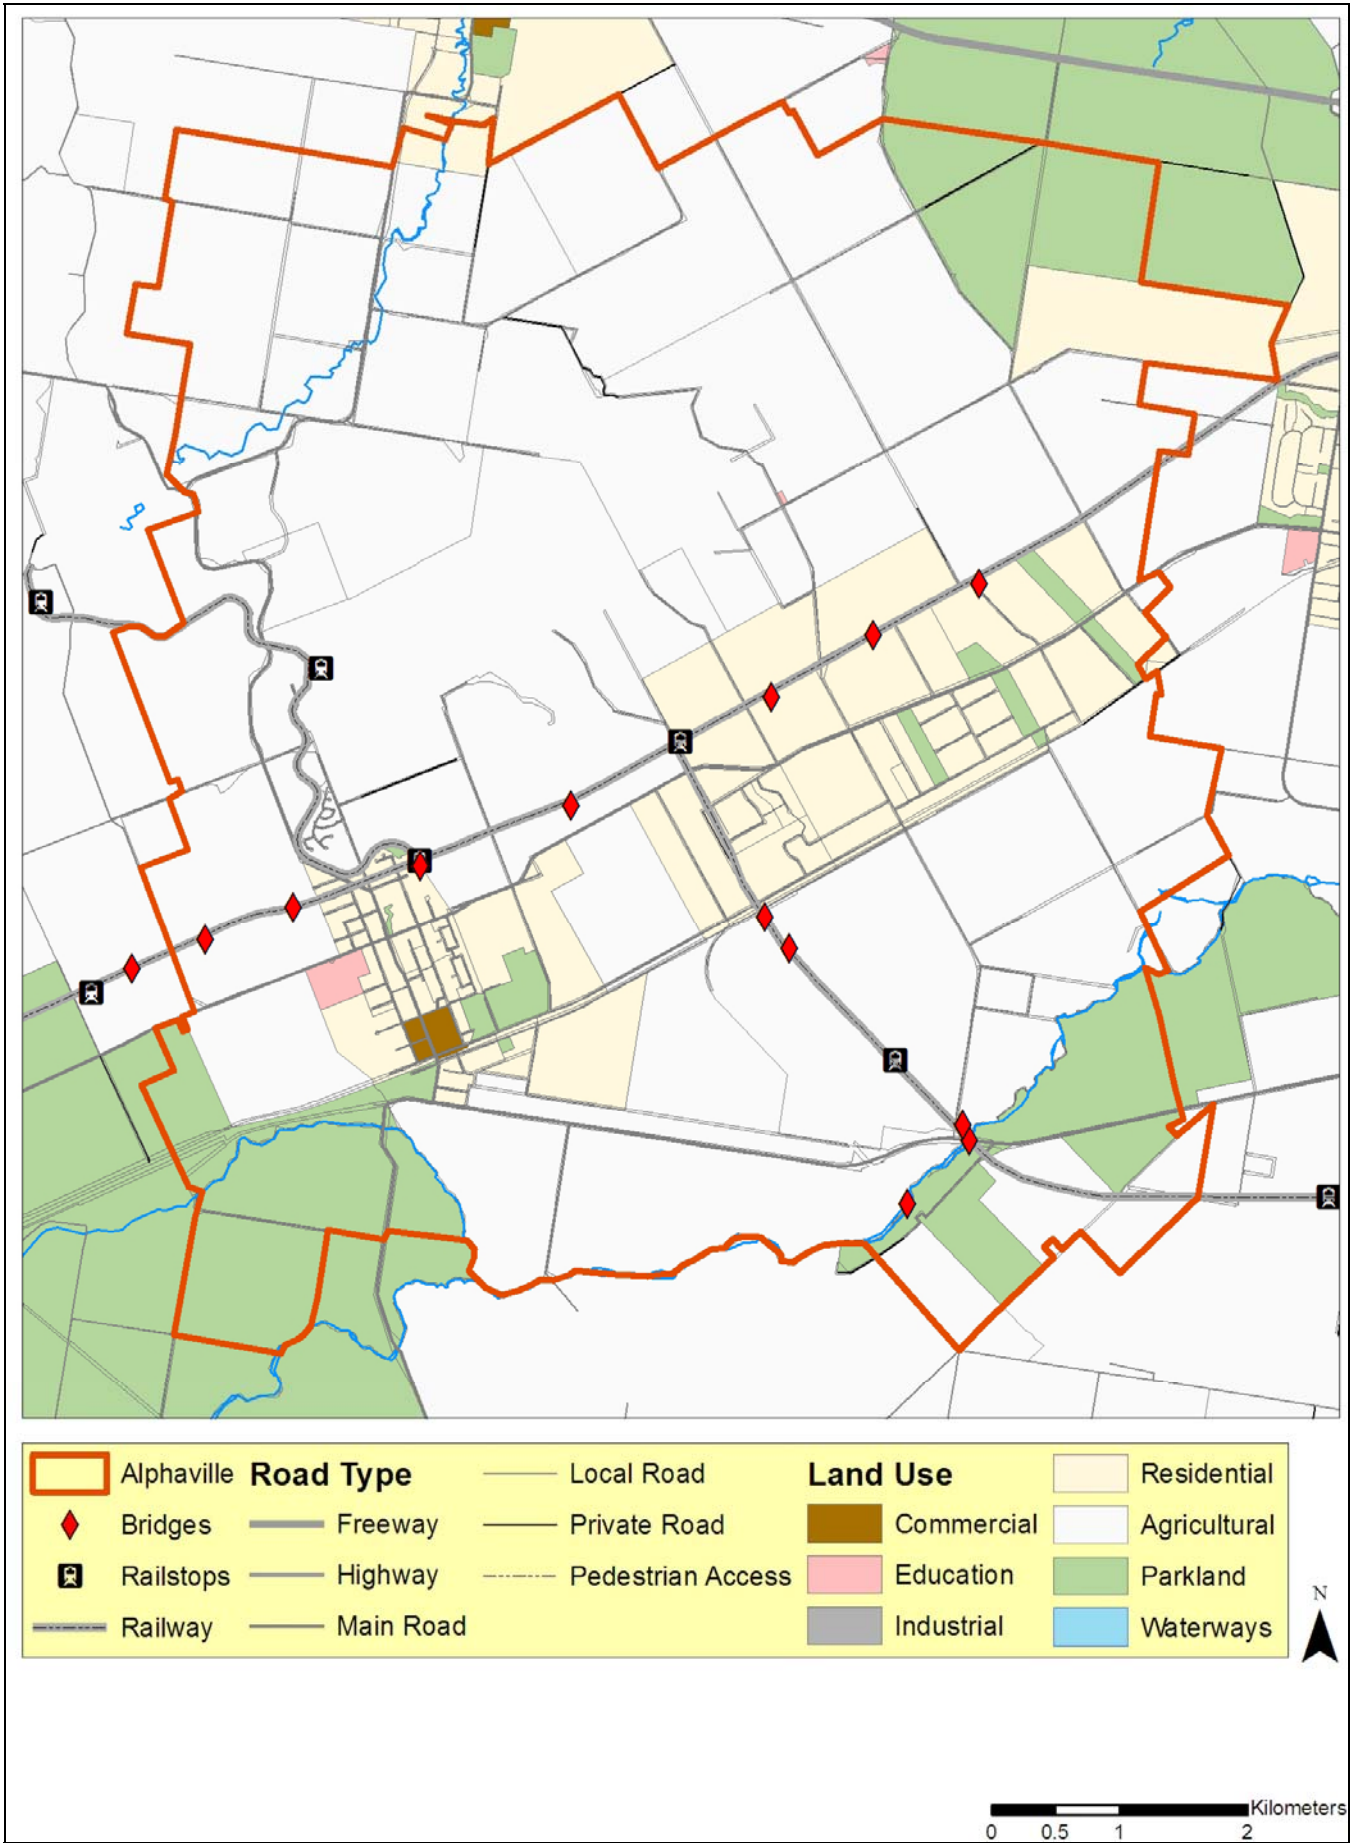 Alphaville
Road Type
Local Road
Land Use
Residential
Bridges
Freeway
Private Road
Commercial
Agricultural
Railstops
Highway
Pedestrian Access
Education
Parkland
Railway
Main Road
Industrial
Waterways
N
Kilometers
0 0.5 1 2